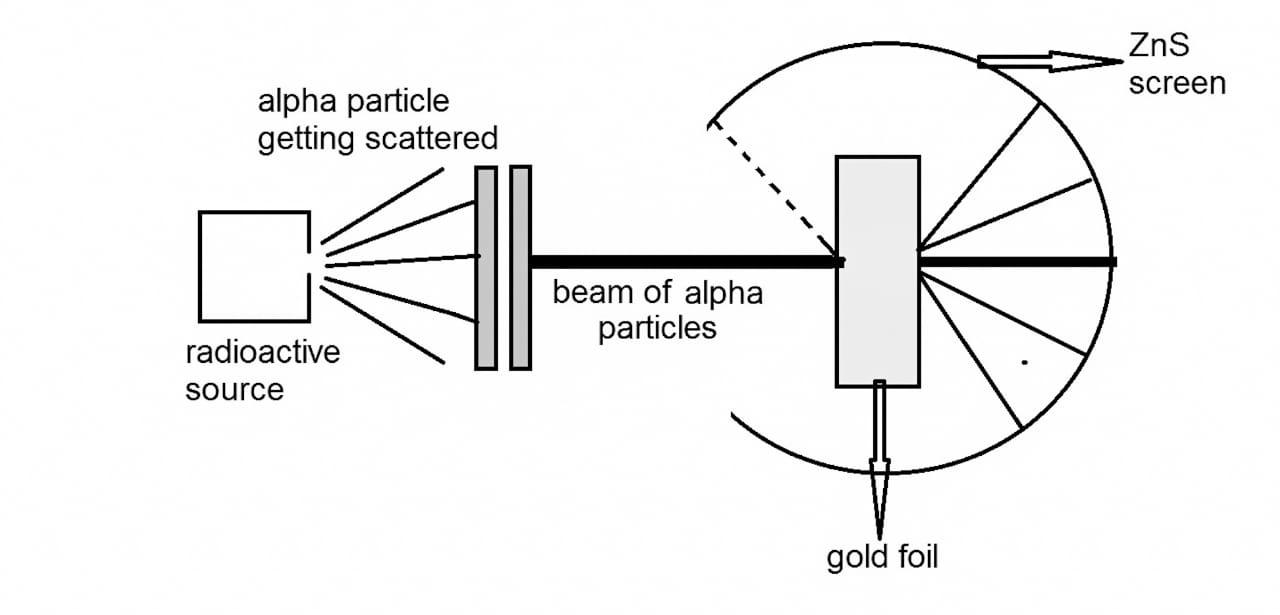 alpha particle
getting scattered
radioactive
source
beam of alpha
particles
ZnS
screen
gold foil